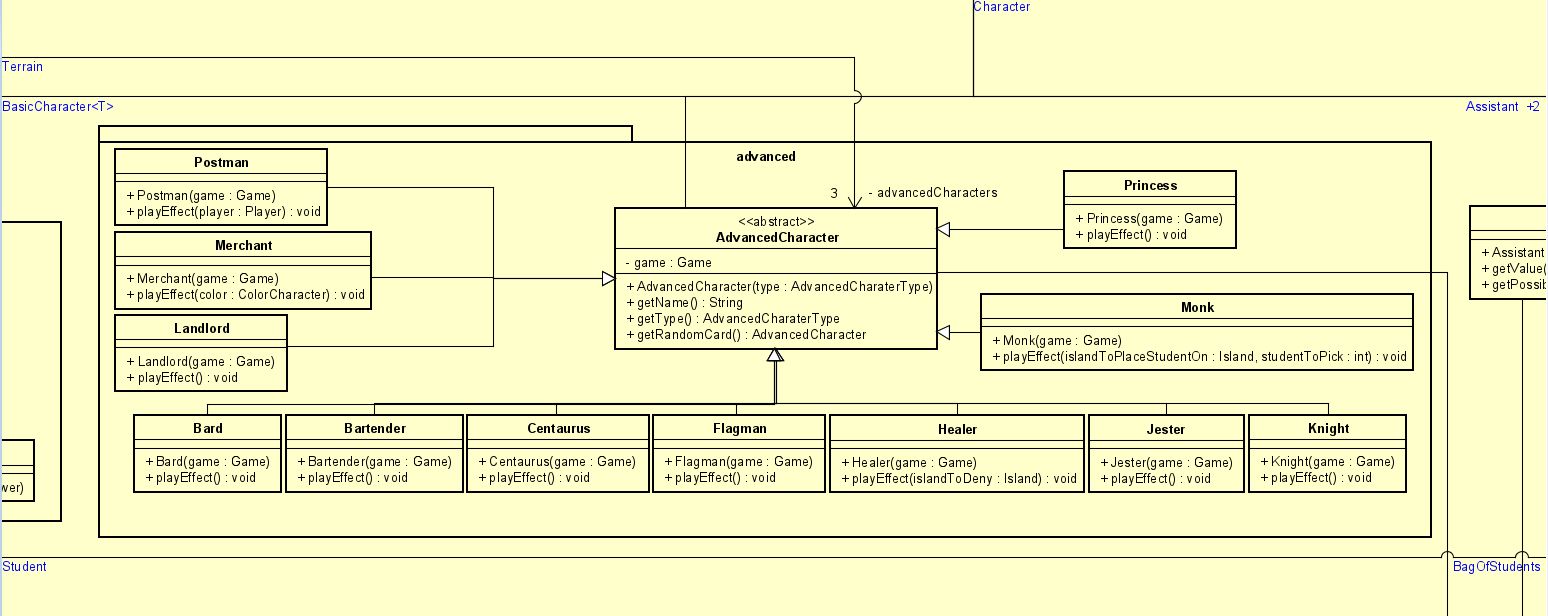 Character
Terrain
BasicCharacter<T>
Assistant +2
advanced
Postman
+ Postman(game : Game)
+ playEffect(player : Player) : void
Merchant
+ Merchant(game : Game)
+ playEffect(color : ColorCharacter) : void
Landlord
+ Landlord(game : Game)
+ playEffect() : void
3
- advancedCharacters
<<abstract>>
AdvancedCharacter
- game : Game
+ AdvancedCharacter(type : AdvancedCharaterType)
+ getName() : String
+ getType() : AdvancedCharaterType
+ getRandomCard() : AdvancedCharacter
Princess
+ Princess(game : Game)
+ playEffect() : void
Monk
+ Monk(game : Game)
+ playEffect(islandToPlaceStudentOn : Island, studentToPick : int) : void
+ Assistant
+ getValue(
+ getPossib
Bard
+ Bard(game : Game)
+ playEffect() : void
Bartender
+ Bartender(game : Game)
+ playEffect() : void
Centaurus
+ Centaurus(game : Game)
+ playEffect() : void
Flagman
+ Flagman(game : Game)
+ playEffect() : void
Healer
+ Healer(game : Game)
+ playEffect(islandToDeny : Island) : void
Jester
+ Jester(game : Game)
+ playEffect() : void
Knight
+ Knight(game : Game)
+ playEffect() : void
wer)
Student
BagOfStudents